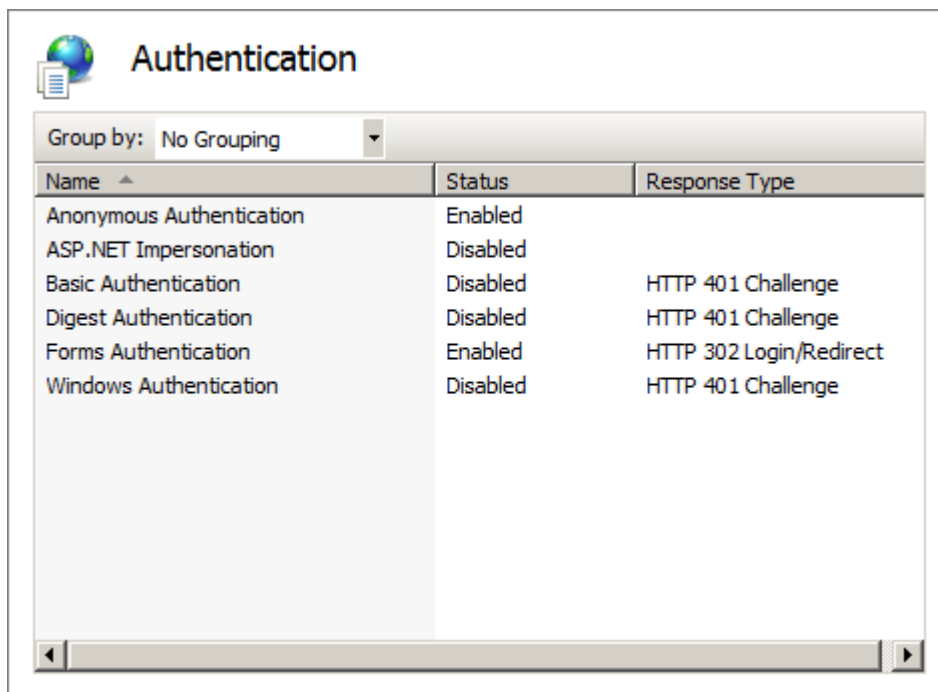 Authentication
Group by: No Grouping
Name Status Response Type
Anonymous Authentication Enabled
ASP.NET Impersonation Disabled
Basic Authentication Disabled HTTP 401 Challenge
Digest Authentication Disabled HTTP 401 Challenge
Forms Authentication Enabled HTTP 302 Login/Redirect
Windows Authentication Disabled HTTP 401 Challenge